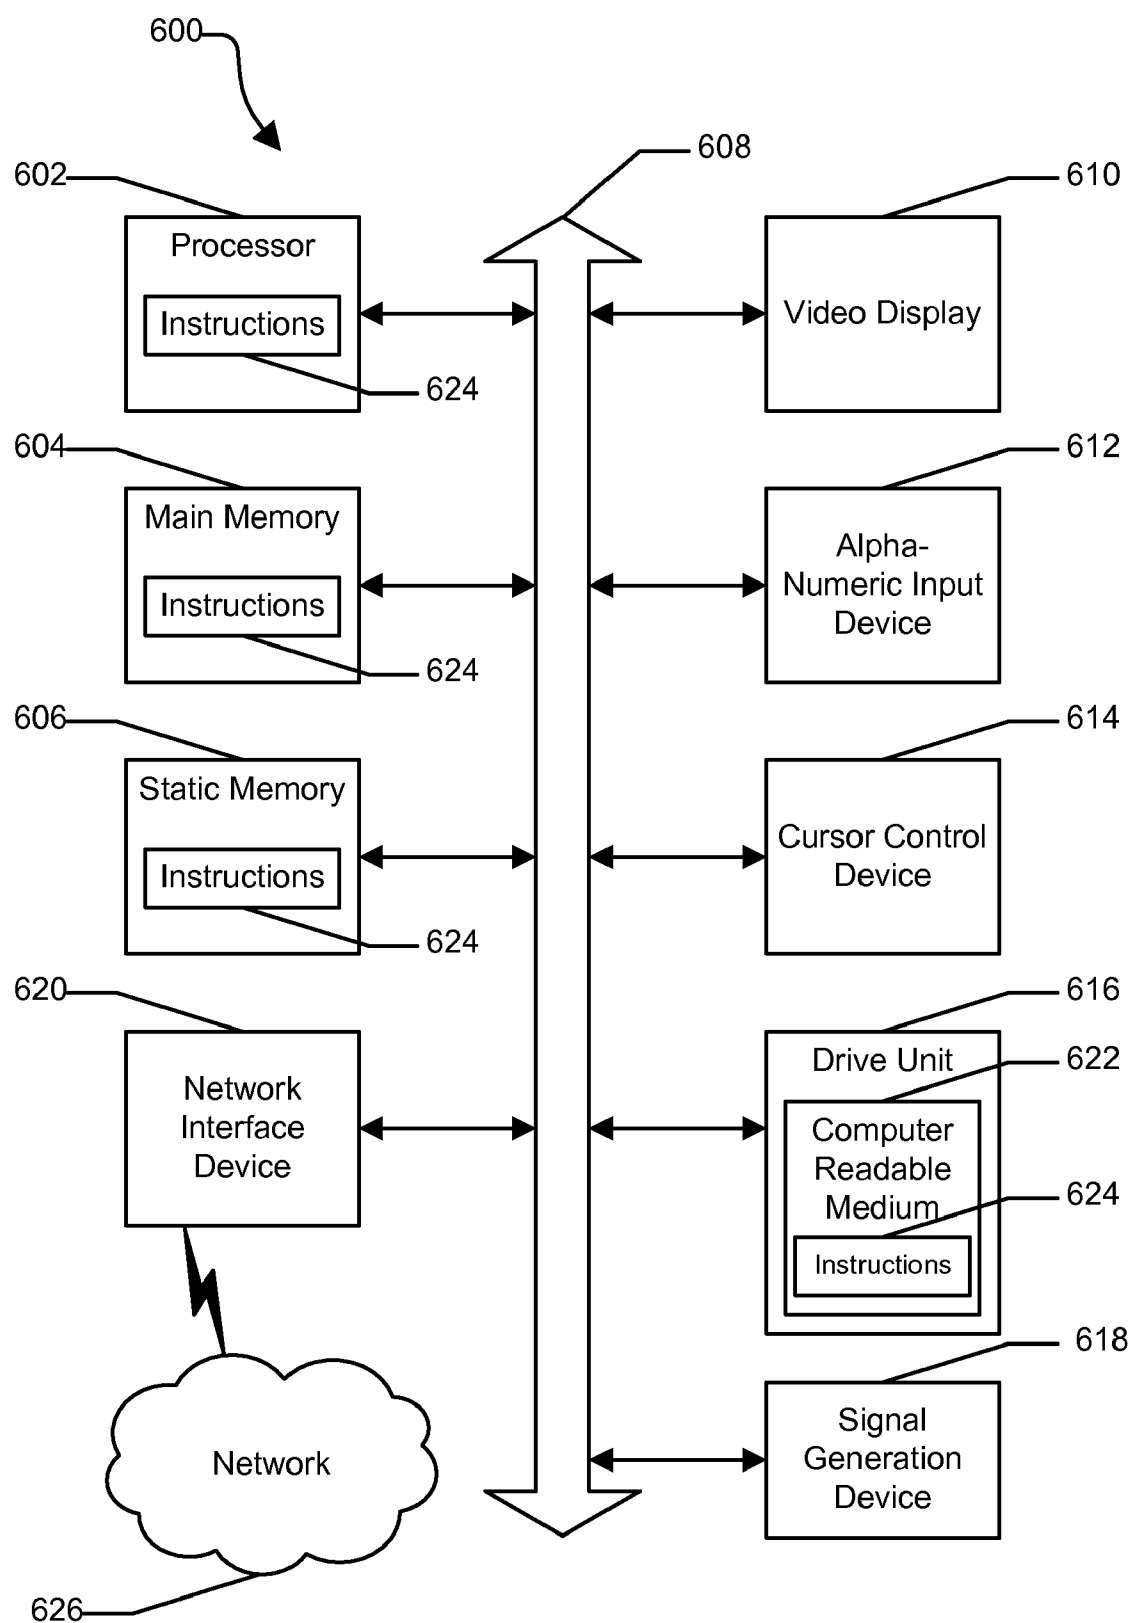 600
608
602
610
Processor
Instructions
Video Display
624
604
612
Main Memory
Alpha-
Numeric Input
Device
Instructions
624
606
614
Static Memory
Cursor Control
Device
Instructions
624
620
616
Network
Interface
Device
Drive Unit
622
Computer
Readable
Medium
624
Instructions
618
Signal
Generation
Device
Network
626